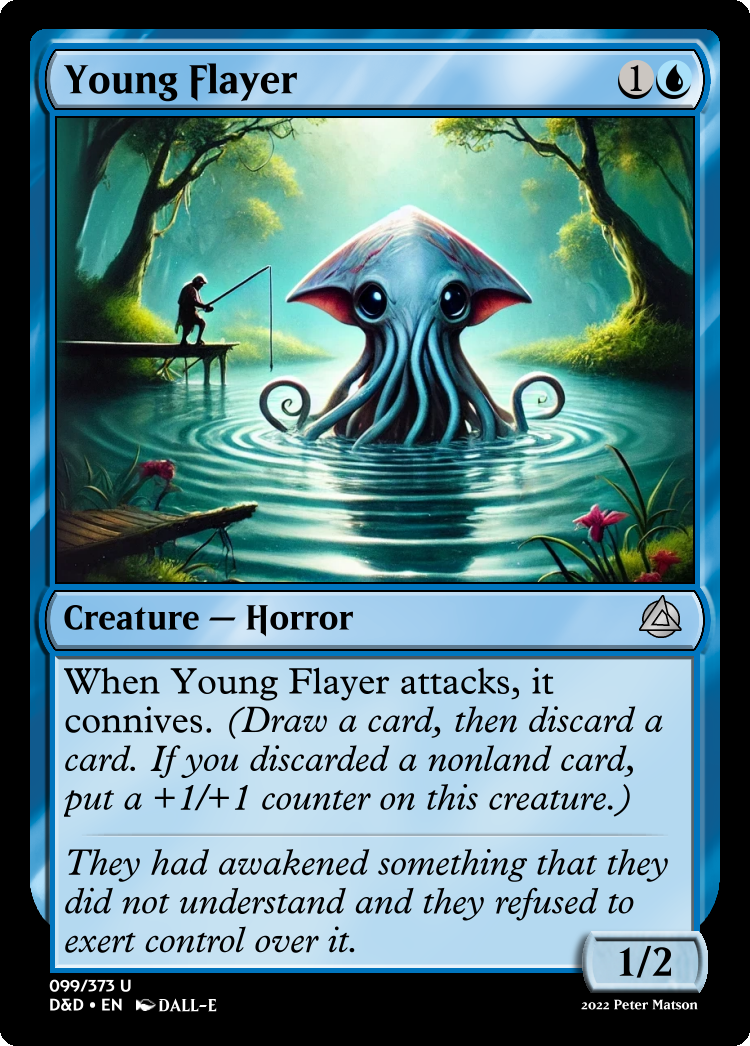 Young Flayer 1
Creature — Horror
When Young Flayer attacks, it
connives. (Draw a card, then discard a
card. If you discarded a nonland card,
put a +1/+1 counter on this creature.)
They had awakened something that they
did not understand and they refused to
exert control over it.
1/2
099/373 U
D&D • EN DALL-E
2022 Peter Matson